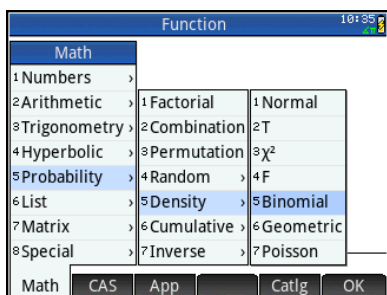 Function
10:35
∠π
Math
1 Numbers ›
2 Arithmetic ›
3 Trigonometry ›
4 Hyperbolic ›
5 Probability ›
6 List ›
7 Matrix ›
8 Special ›
1 Factorial
2 Combination
3 Permutation
4 Random ›
5 Density ›
6 Cumulative ›
7 Inverse ›
1 Normal
2 T
3 χ²
4 F
5 Binomial
6 Geometric
7 Poisson
Math CAS App Catlg OK